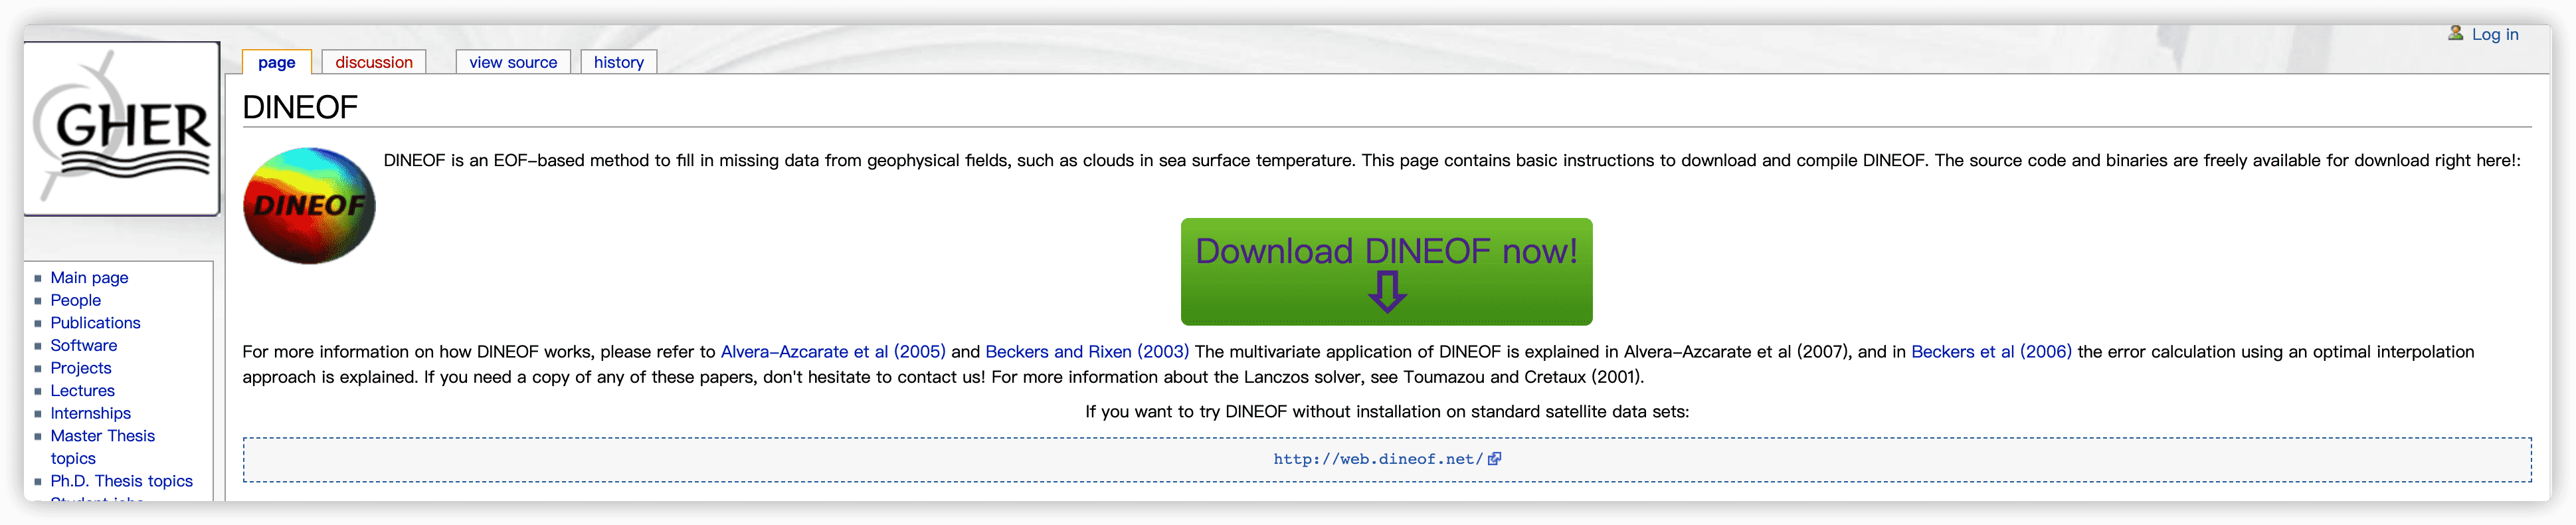 Log in
GHER
page
discussion
view source
history
DINEOF
DINEOF
DINEOF is an EOF-based method to fill in missing data from geophysical fields, such as clouds in sea surface temperature. This page contains basic instructions to download and compile DINEOF. The source code and binaries are freely available for download right here!:
Download DINEOF now!
For more information on how DINEOF works, please refer to Alvera-Azcarate et al (2005) and Beckers and Rixen (2003) The multivariate application of DINEOF is explained in Alvera-Azcarate et al (2007), and in Beckers et al (2006) the error calculation using an optimal interpolation
approach is explained. If you need a copy of any of these papers, don't hesitate to contact us! For more information about the Lanczos solver, see Toumazou and Cretaux (2001).
If you want to try DINEOF without installation on standard satellite data sets:
http://web.dineof.net/
Main page
People
Publications
Software
Projects
Lectures
Internships
Master Thesis
topics
Ph.D. Thesis topics